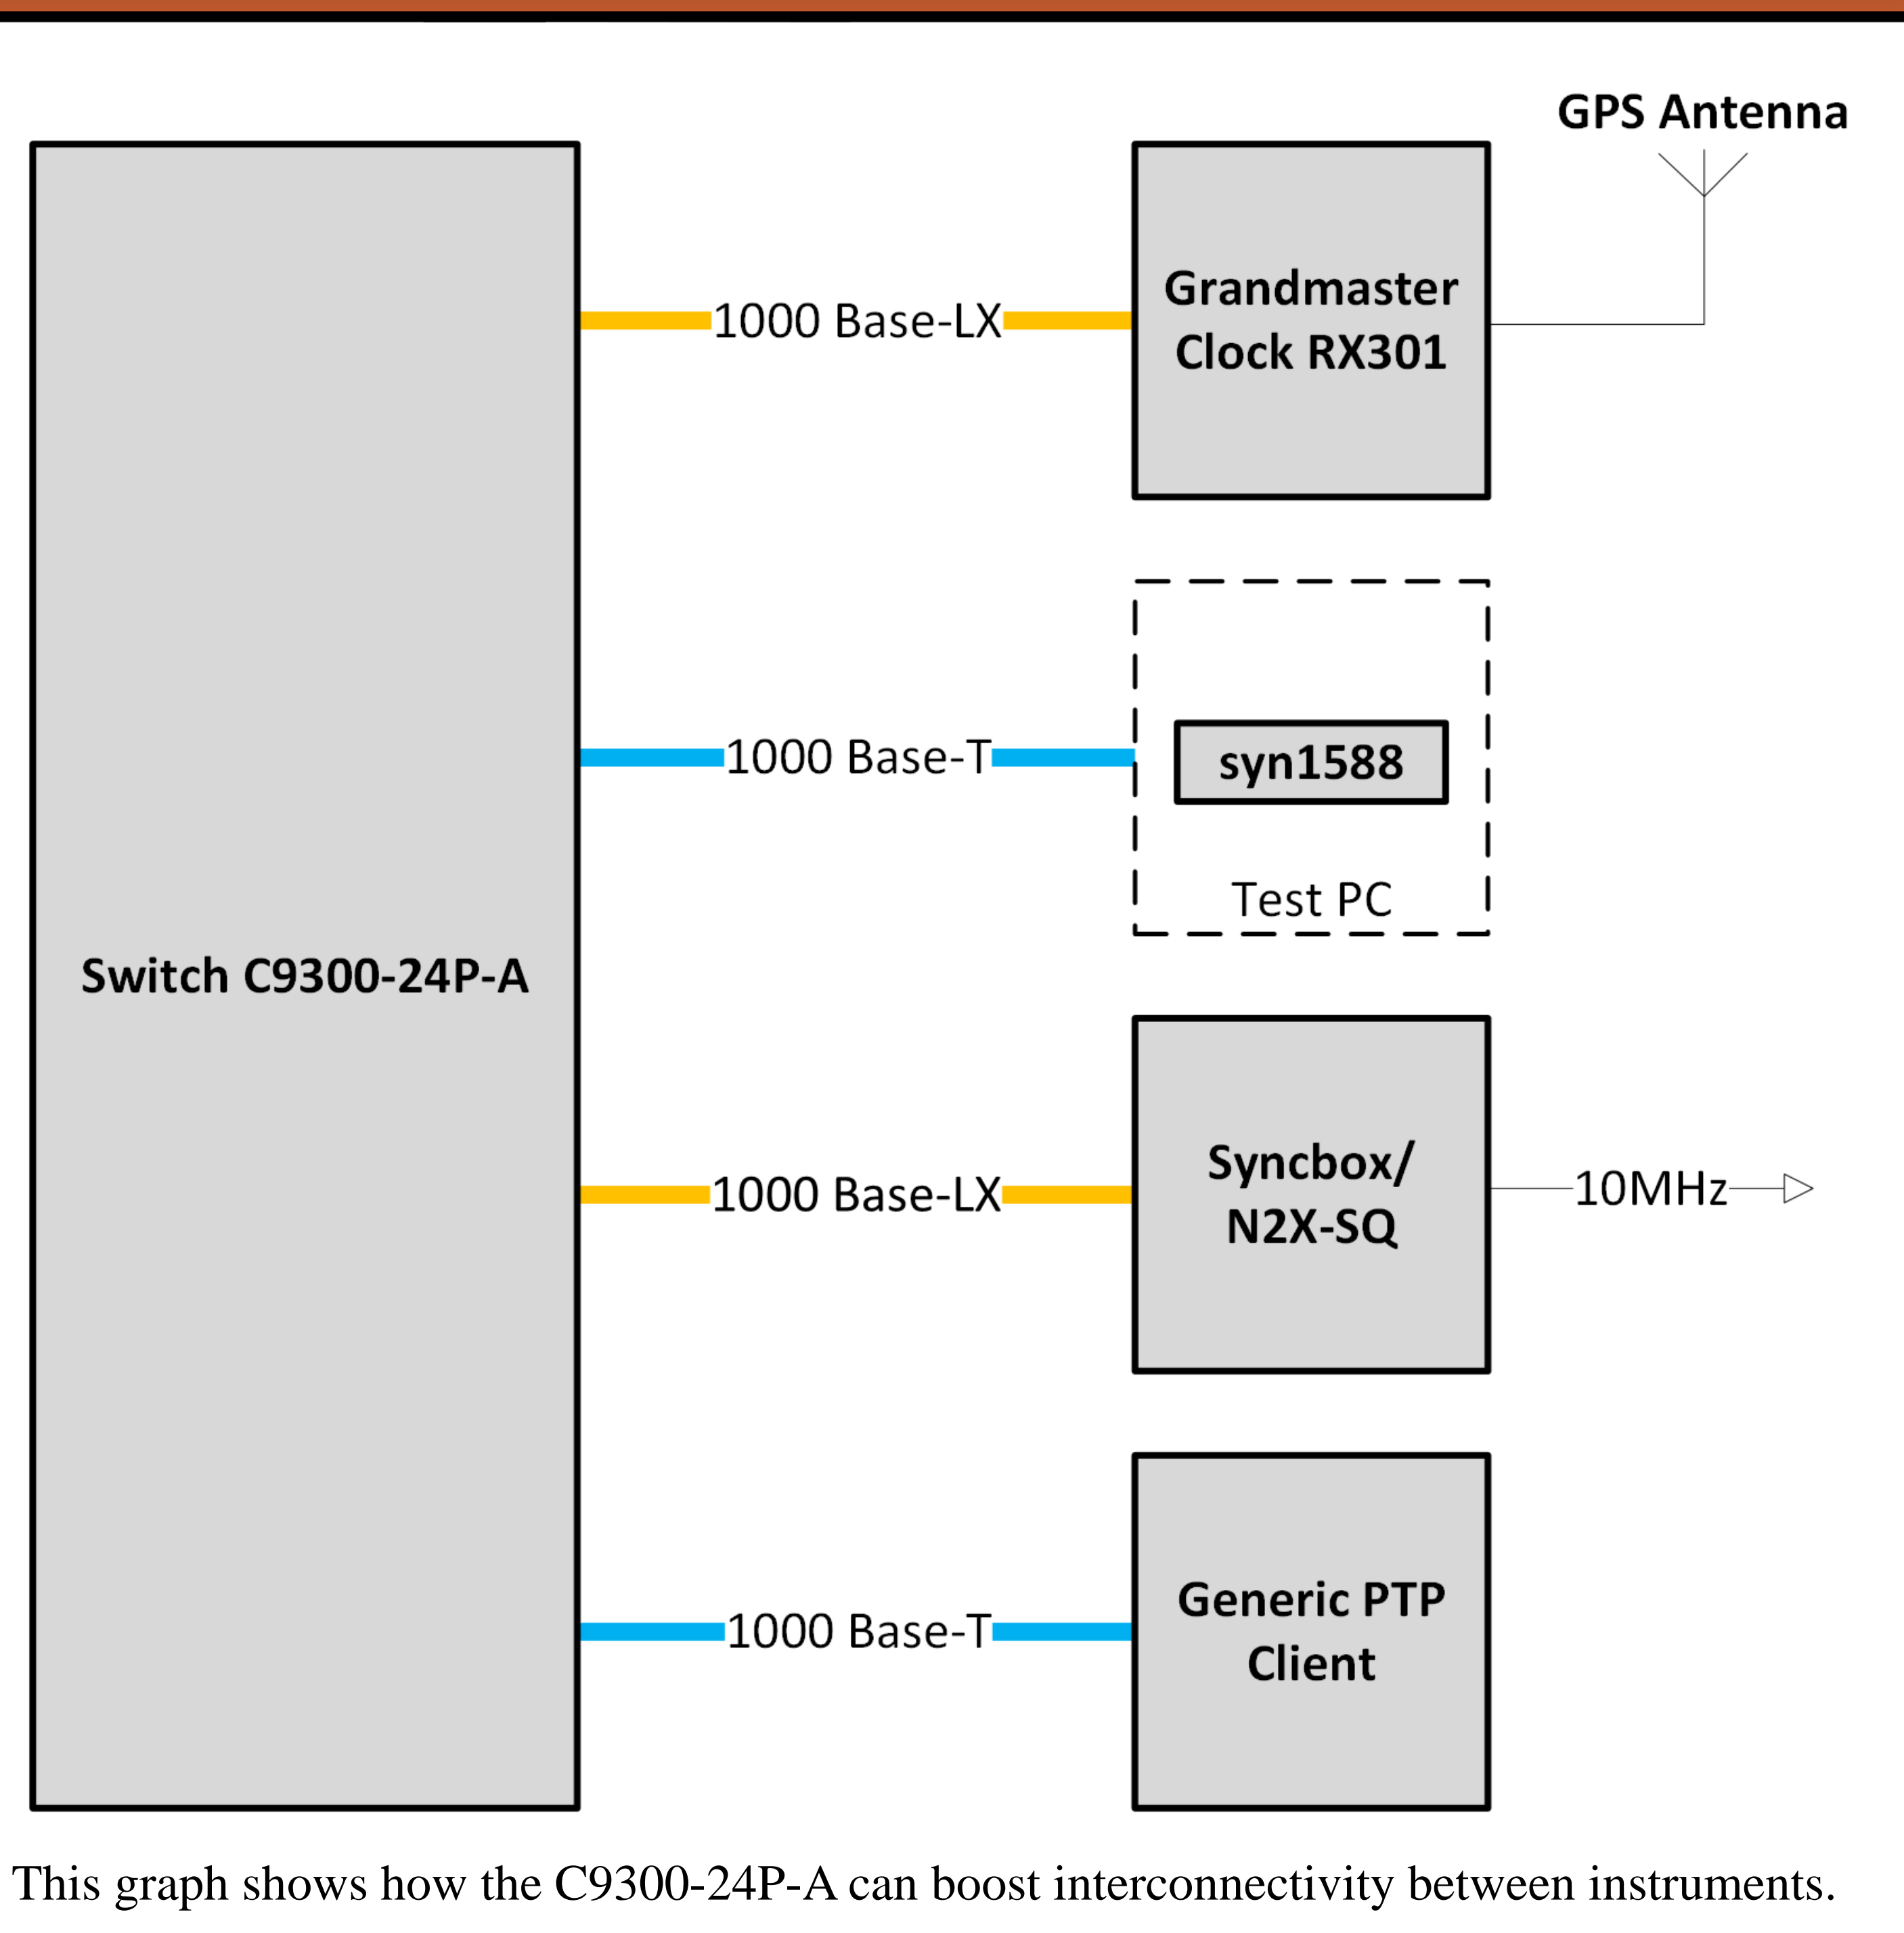 GPS Antenna
Grandmaster
Clock RX301
1000 Base-LX
syn1588
1000 Base-T
Test PC
Switch C9300-24P-A
Syncbox/
N2X-SQ
1000 Base-LX
10MHz
Generic PTP
Client
1000 Base-T
This graph shows how the C9300-24P-A can boost interconnectivity between instruments.